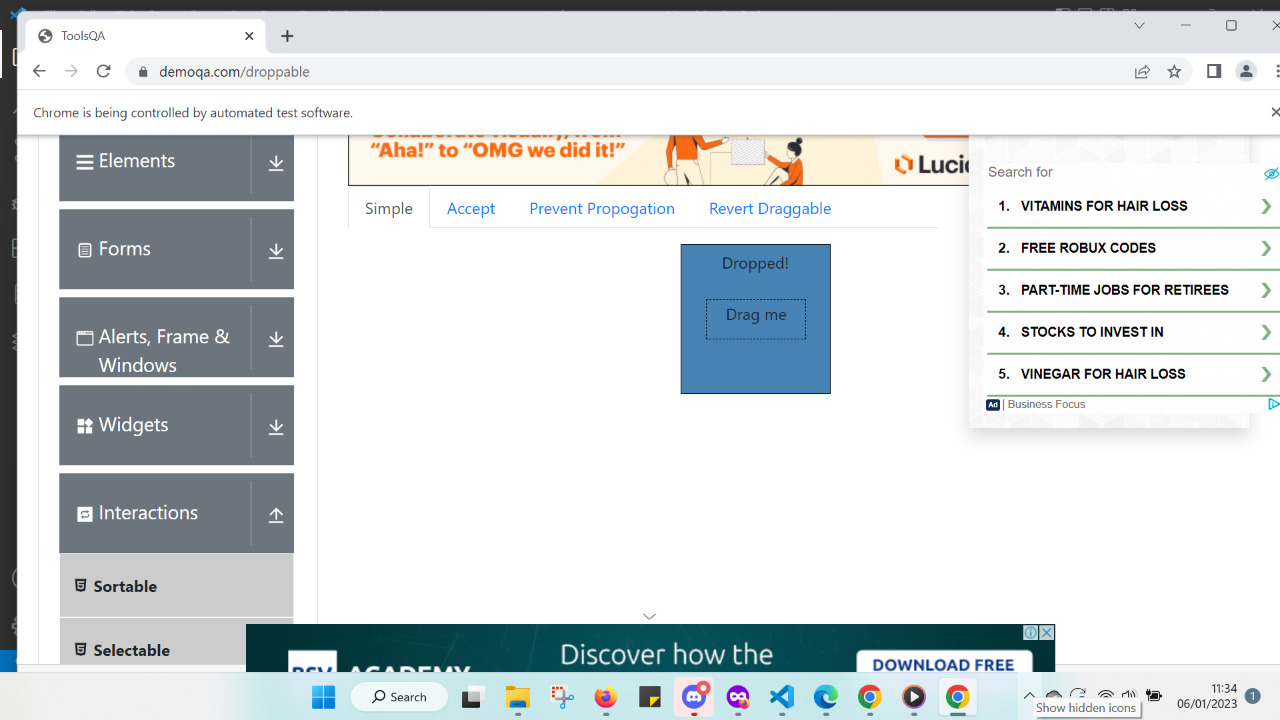 ToolsQA
demoqa.com/droppable
Chrome is being controlled by automated test software.
Elements
Forms
Alerts, Frame &
Windows
Widgets
Interactions
Sortable
Selectable
“Aha!” to “OMG we did it!”
Lucid
Simple
Accept
Prevent Propogation
Revert Draggable
Dropped!
Drag me
Search for
1. VITAMINS FOR HAIR LOSS
2. FREE ROBUX CODES
3. PART-TIME JOBS FOR RETIREES
4. STOCKS TO INVEST IN
5. VINEGAR FOR HAIR LOSS
Ad | Business Focus
Discover how the
BSV ACADEMY
DOWNLOAD FREE
Search
11:34
06/01/2023
1
Show hidden icons